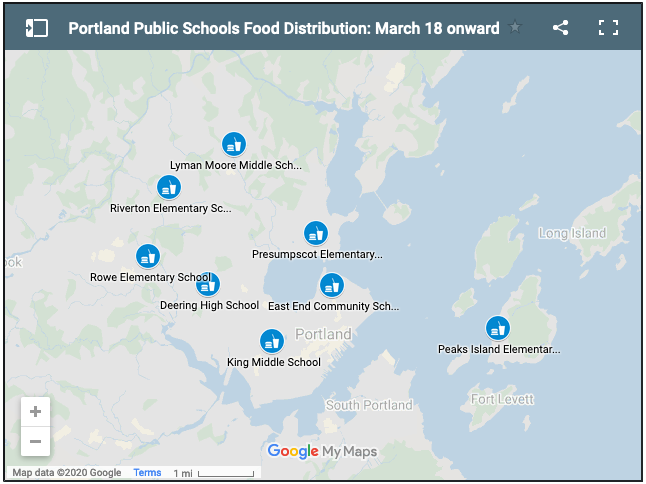 Portland Public Schools Food Distribution: March 18 onward
Lyman Moore Middle Sch...
Riverton Elementary Sc...
Long Island
Presumpscot Elementary...
ook
Rowe Elementary School
Deering High School
East End Community Sch...
Portland
Peaks Island Elementar...
King Middle School
Fort Levett
South Portland
+
−
Google My Maps
Map data ©2020 Google Terms 1 mi